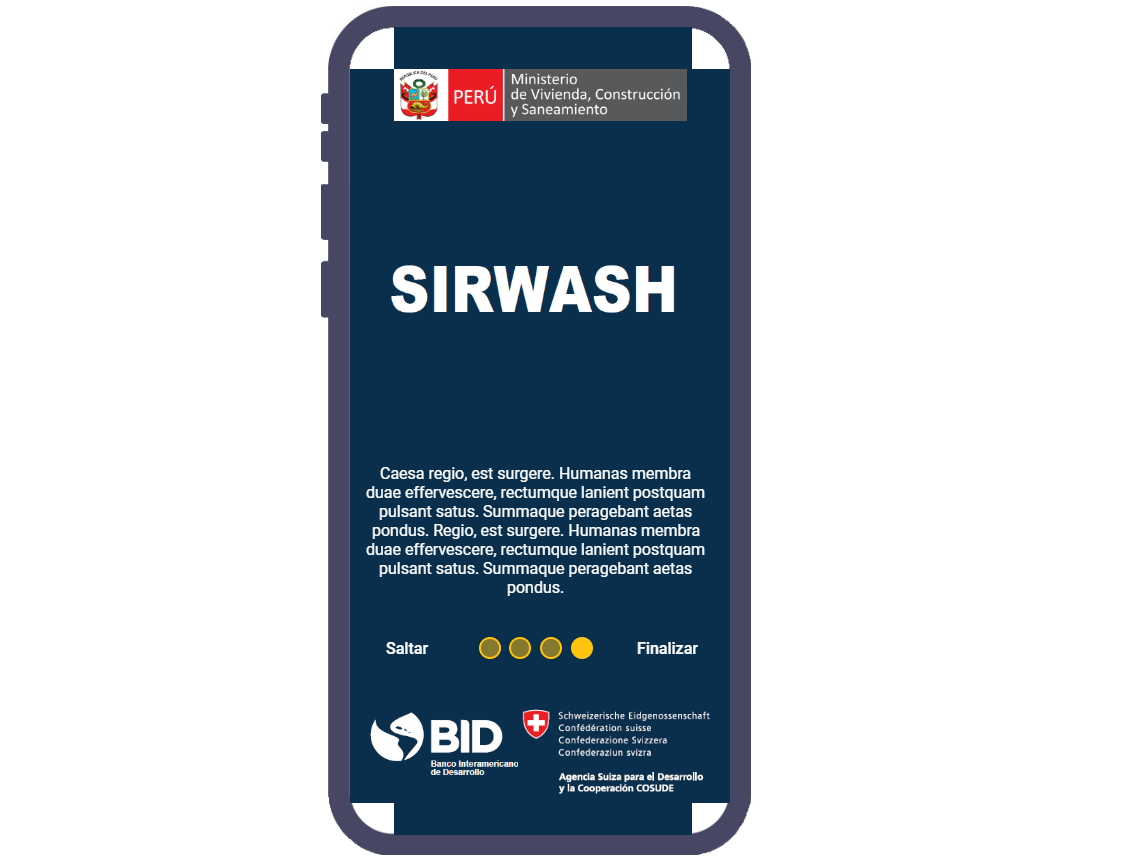 REPÚBLICA DEL PERÚ
PERÚ
Ministerio
de Vivienda, Construcción
y Saneamiento
SIRWASH
Caesa regio, est surgere. Humanas membra
duae effervescere, rectumque lanient postquam
pulsant satus. Summaque peragebant aetas
pondus. Regio, est surgere. Humanas membra
duae effervescere, rectumque lanient postquam
pulsant satus. Summaque peragebant aetas
pondus.
Saltar
Finalizar
BID
Banco Interamericano
de Desarrollo
Schweizerische Eidgenossenschaft
Confédération suisse
Confederazione Svizzera
Confederaziun svizra
Agencia Suiza para el Desarrollo
y la Cooperación COSUDE